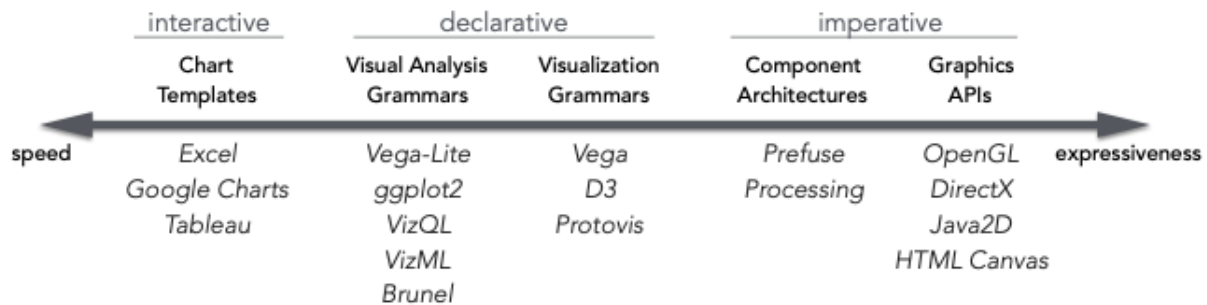 interactive declarative imperative
Chart Templates Visual Analysis Grammars Visualization Grammars Component Architectures Graphics APIs
speed expressiveness
Excel Vega-Lite Vega Prefuse OpenGL
Google Charts ggplot2 D3 Processing DirectX
Tableau VizQL Protovis Java2D
VizML HTML Canvas
Brunel